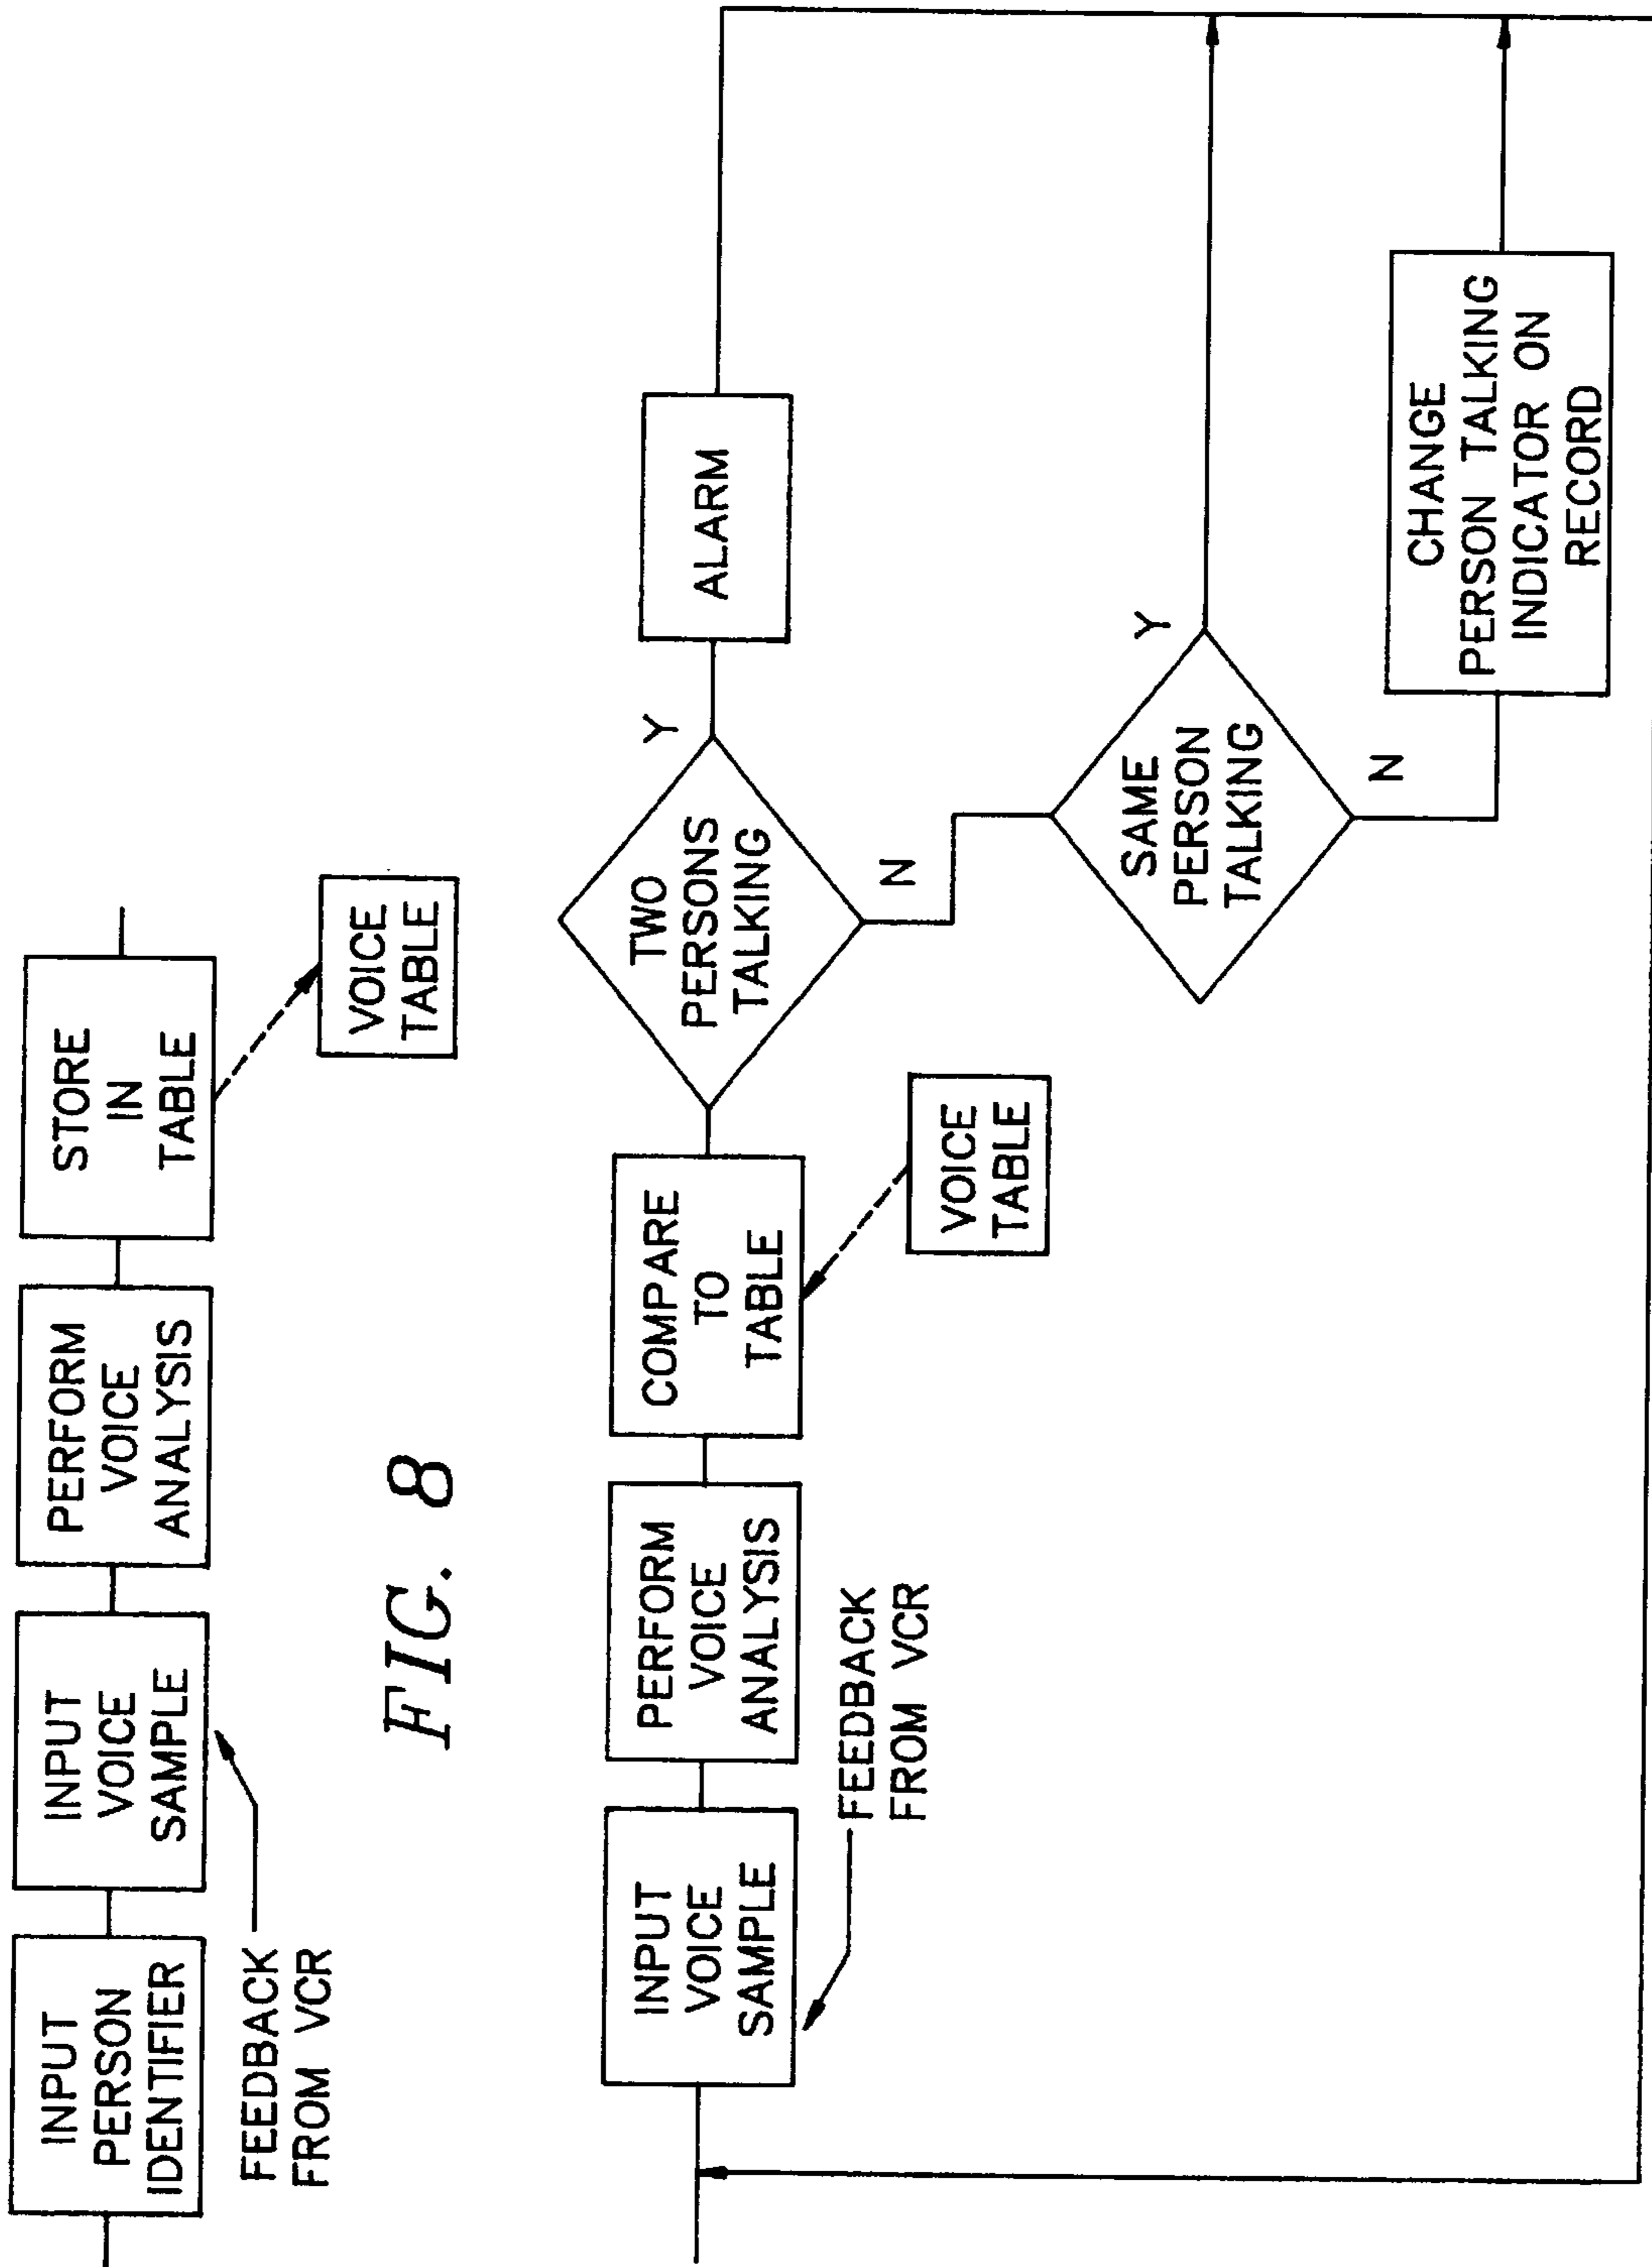 INPUT
PERSON
IDENTIFIER
INPUT
VOICE
SAMPLE
PERFORM
VOICE
ANALYSIS
STORE
IN
TABLE
FEEDBACK
FROM VCR
VOICE
TABLE
FIG. 8
INPUT
VOICE
SAMPLE
PERFORM
VOICE
ANALYSIS
COMPARE
TO
TABLE
TWO
PERSONS
TALKING
Y
ALARM
FEEDBACK
FROM VCR
VOICE
TABLE
N
SAME
PERSON
TALKING
Y
N
CHANGE
PERSON TALKING
INDICATOR ON
RECORD